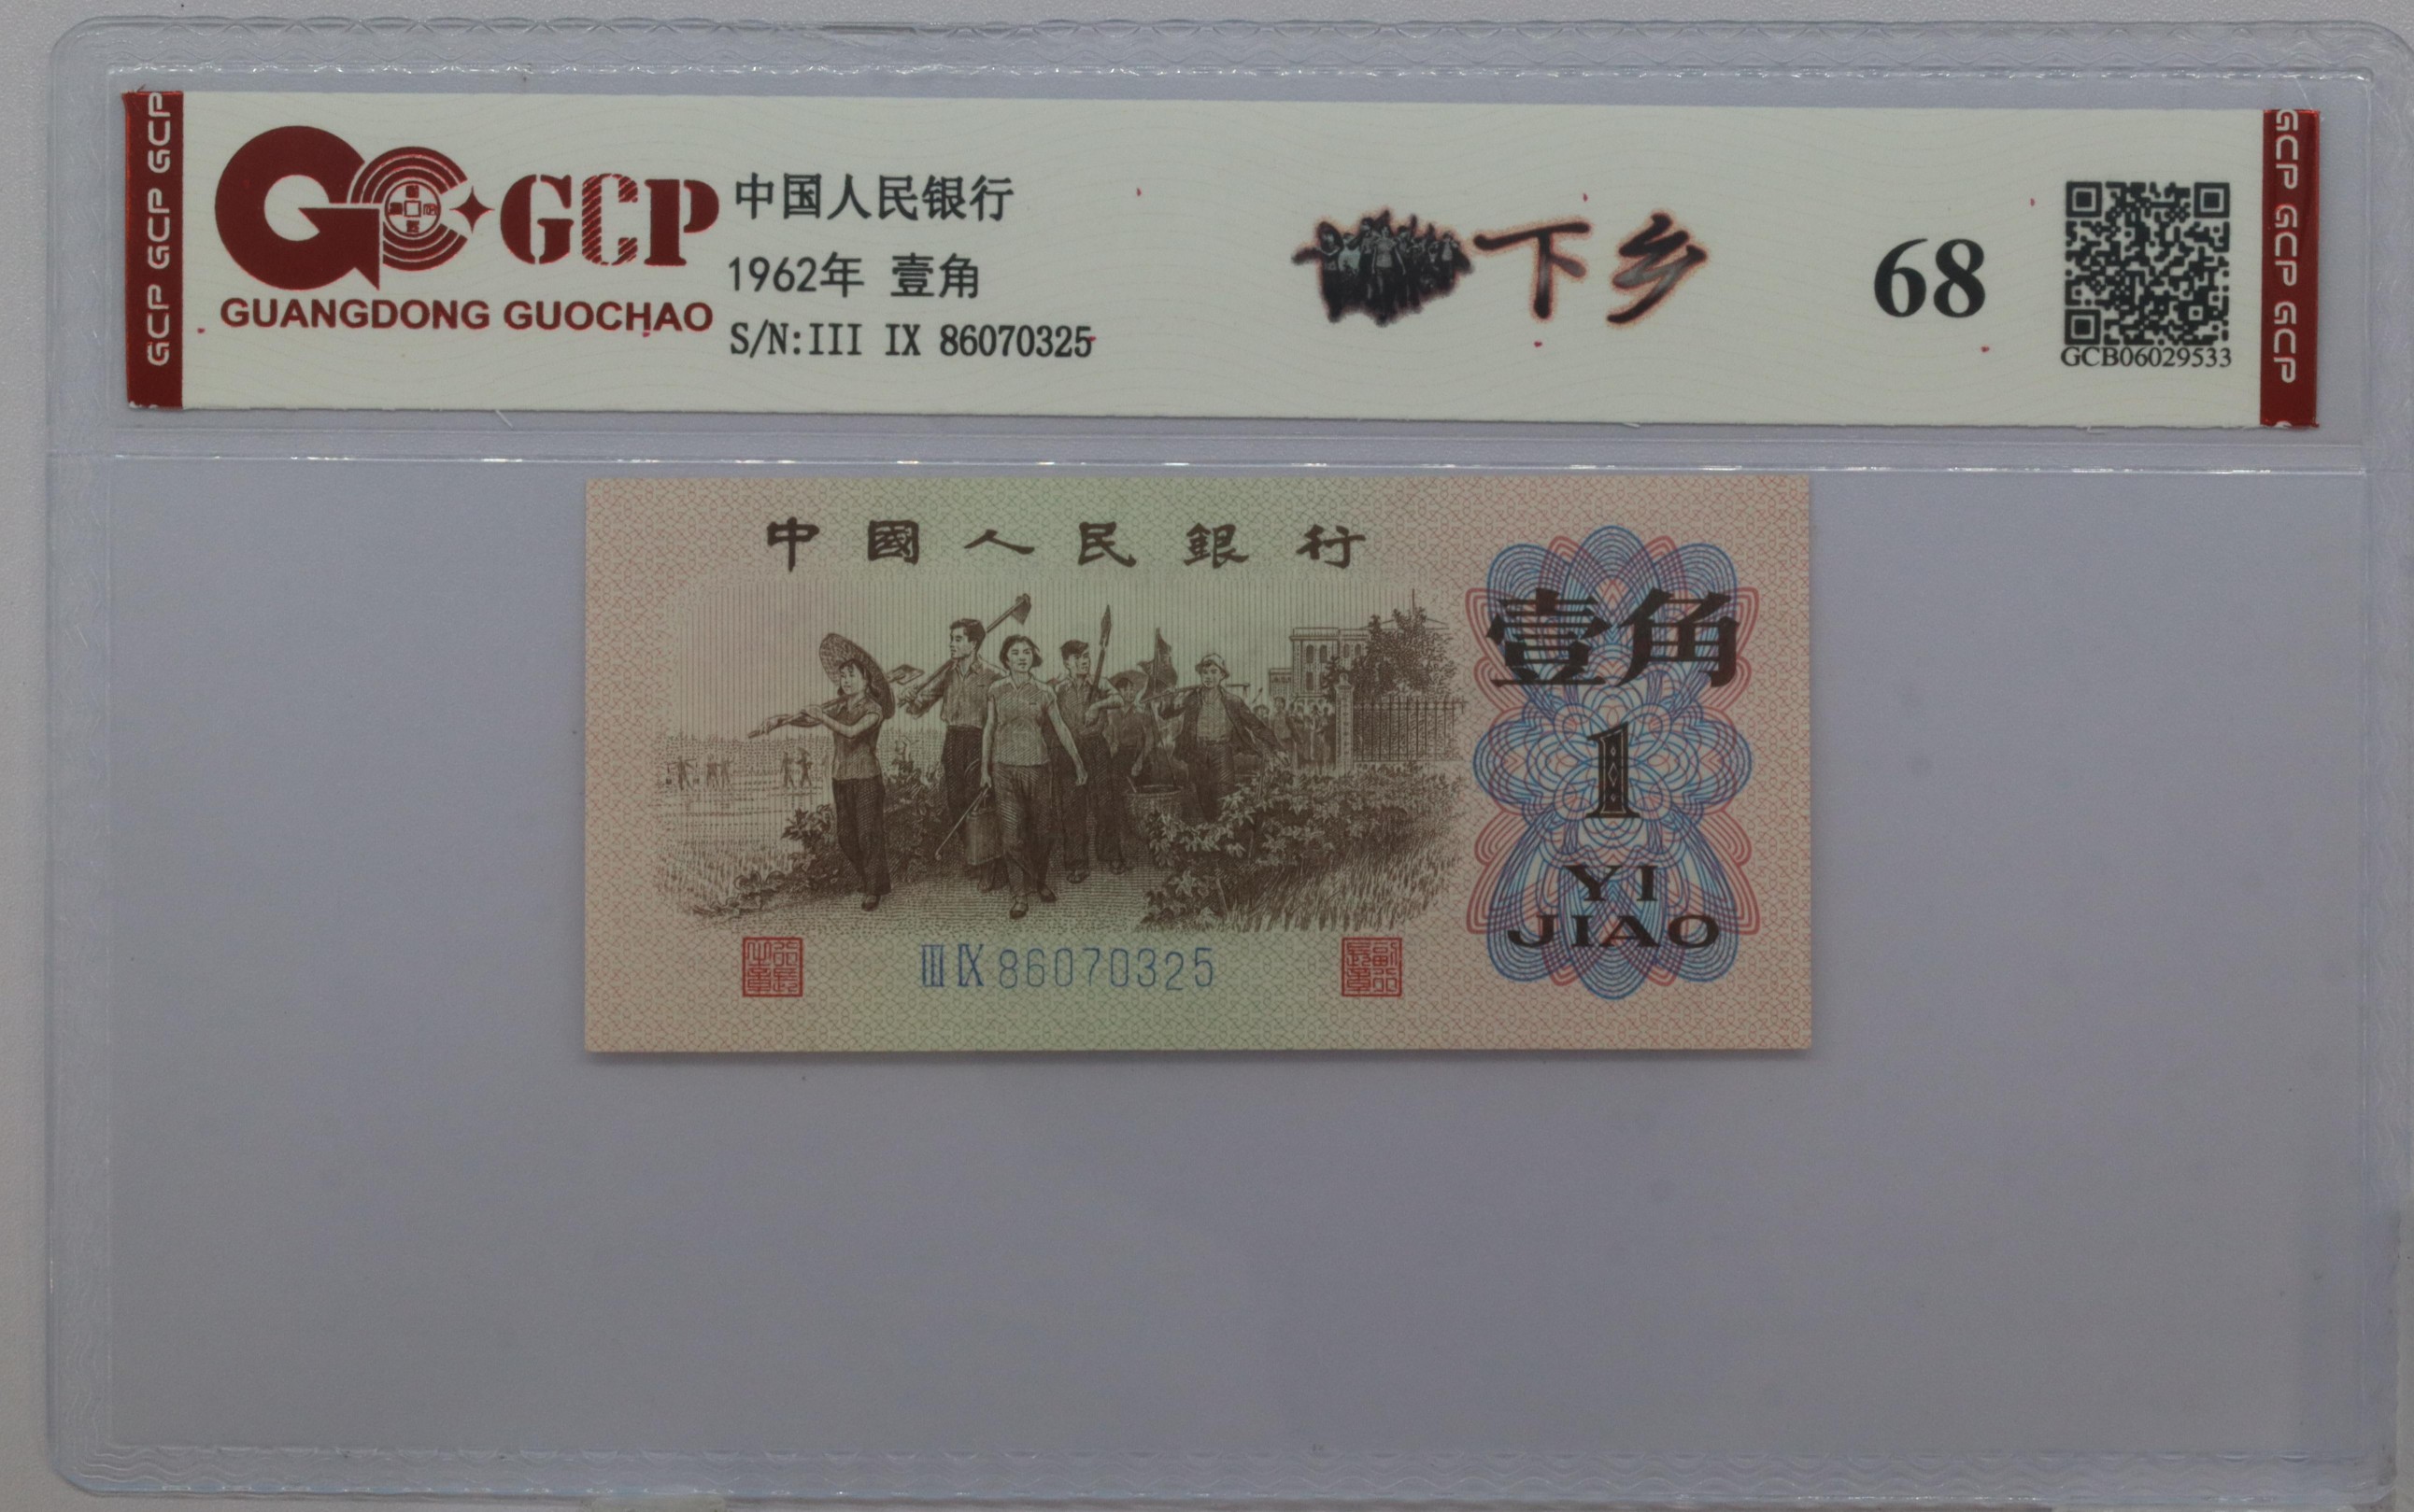 GCP GCP GCP
GCP
GUANGDONG GUOCHAO
中国人民银行
1962年 壹角
S/N:III IX 86070325
下乡
68
GCB06029533
GCP GCP GCP
中國人民銀行
壹角
1
YI
JIAO
III IX 86070325